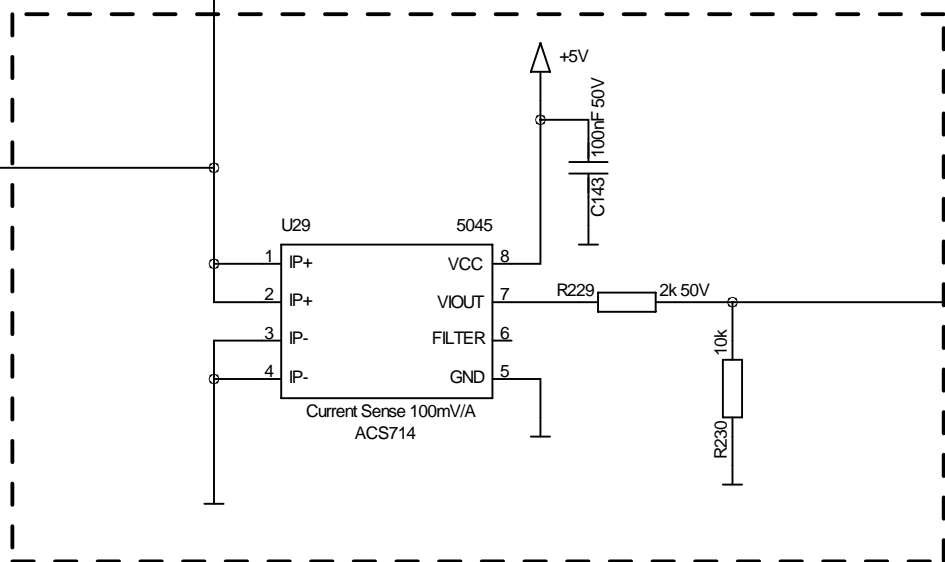 +5V
100nF 50V
C143
U29 5045
1 IP+ VCC 8
2 IP+ VIOUT 7 R229 2k 50V
3 IP- FILTER 6 10k
4 IP- GND 5
Current Sense 100mV/A
ACS714
R230